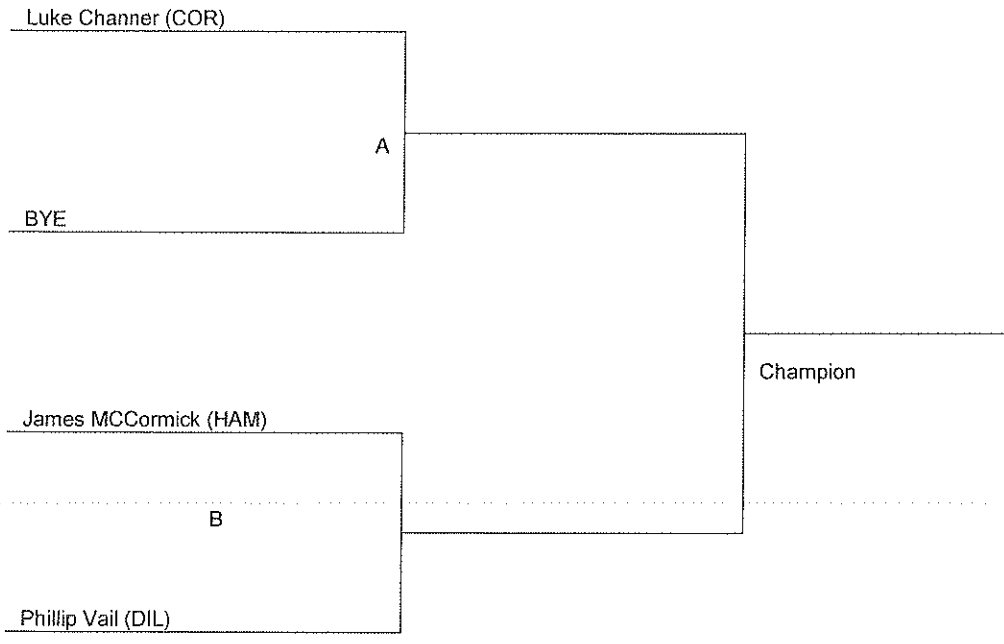 Luke Channer (COR)
A
BYE
Champion
James MCCormick (HAM)
B
Phillip Vail (DIL)